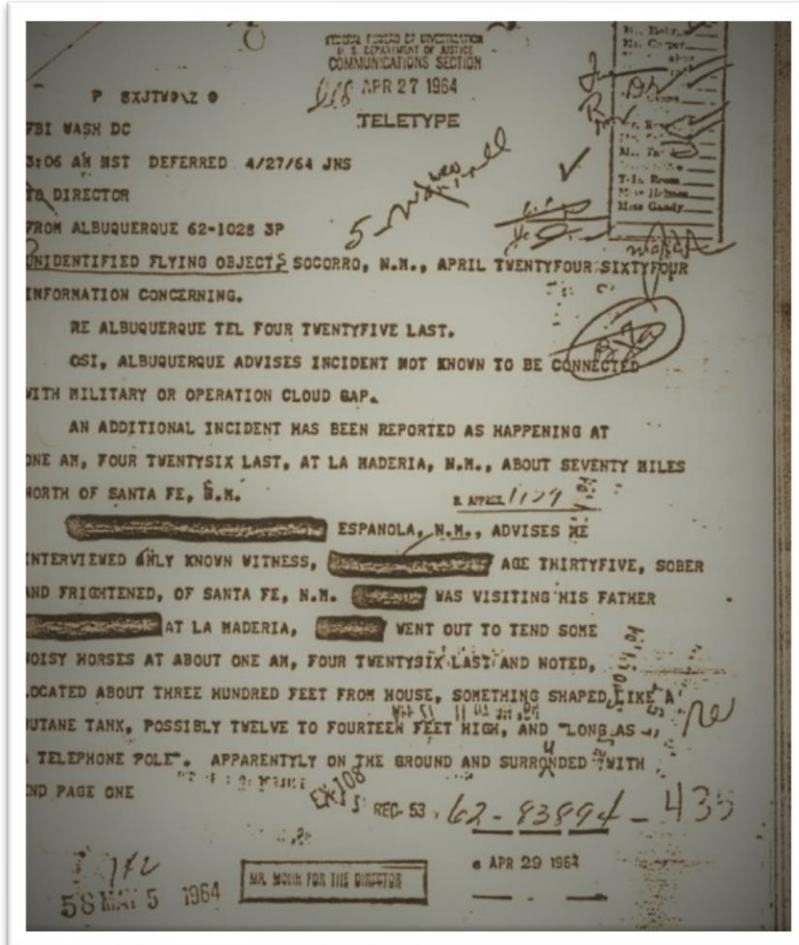 FEDERAL BUREAU OF INVESTIGATION
U. S. DEPARTMENT OF JUSTICE
COMMUNICATIONS SECTION
APR 27 1964
TELETYPE
FBI WASH DC
3:06 AM MST DEFERRED 4/27/64 JNS
TO DIRECTOR
FROM ALBUQUERQUE 62-1028 3P
UNIDENTIFIED FLYING OBJECTS SOCORRO, N.M., APRIL TWENTYFOUR SIXTYFOUR
INFORMATION CONCERNING.
RE ALBUQUERQUE TEL FOUR TWENTYFIVE LAST.
OSI, ALBUQUERQUE ADVISES INCIDENT NOT KNOWN TO BE CONNECTED
WITH MILITARY OR OPERATION CLOUD GAP.
AN ADDITIONAL INCIDENT HAS BEEN REPORTED AS HAPPENING AT
ONE AM, FOUR TWENTYSIX LAST, AT LA MADERIA, N.M., ABOUT SEVENTY MILES
NORTH OF SANTA FE, N.M.
ESPANOLA, N.M., ADVISES HE
INTERVIEWED ONLY KNOWN WITNESS, AGE THIRTYFIVE, SOBER
AND FRIGHTENED, OF SANTA FE, N.M. WAS VISITING HIS FATHER
AT LA MADERIA, WENT OUT TO TEND SOME
NOISY HORSES AT ABOUT ONE AM, FOUR TWENTYSIX LAST AND NOTED,
LOCATED ABOUT THREE HUNDRED FEET FROM HOUSE, SOMETHING SHAPED LIKE A
BUTANE TANK, POSSIBLY TWELVE TO FOURTEEN FEET HIGH, AND "LONG AS
A TELEPHONE POLE". APPARENTLY ON THE GROUND AND SURROUNDED WITH
END PAGE ONE
EX-108
REC- 53 62-83894-435
6 APR 29 1964
MR. MOHR FOR THE DIRECTOR
58 MAY 5 1964
Tele. Room
Miss Holmes
Miss Gandy